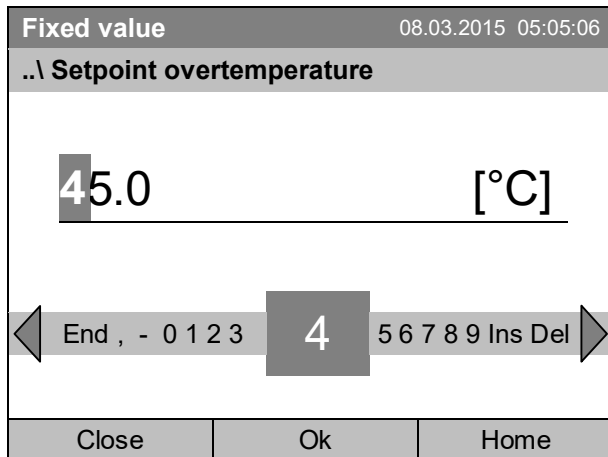 Fixed value 08.03.2015 05:05:06
..\ Setpoint overtemperature
45.0 [°C]
End , - 0 1 2 3 4 5 6 7 8 9 Ins Del
Close Ok Home